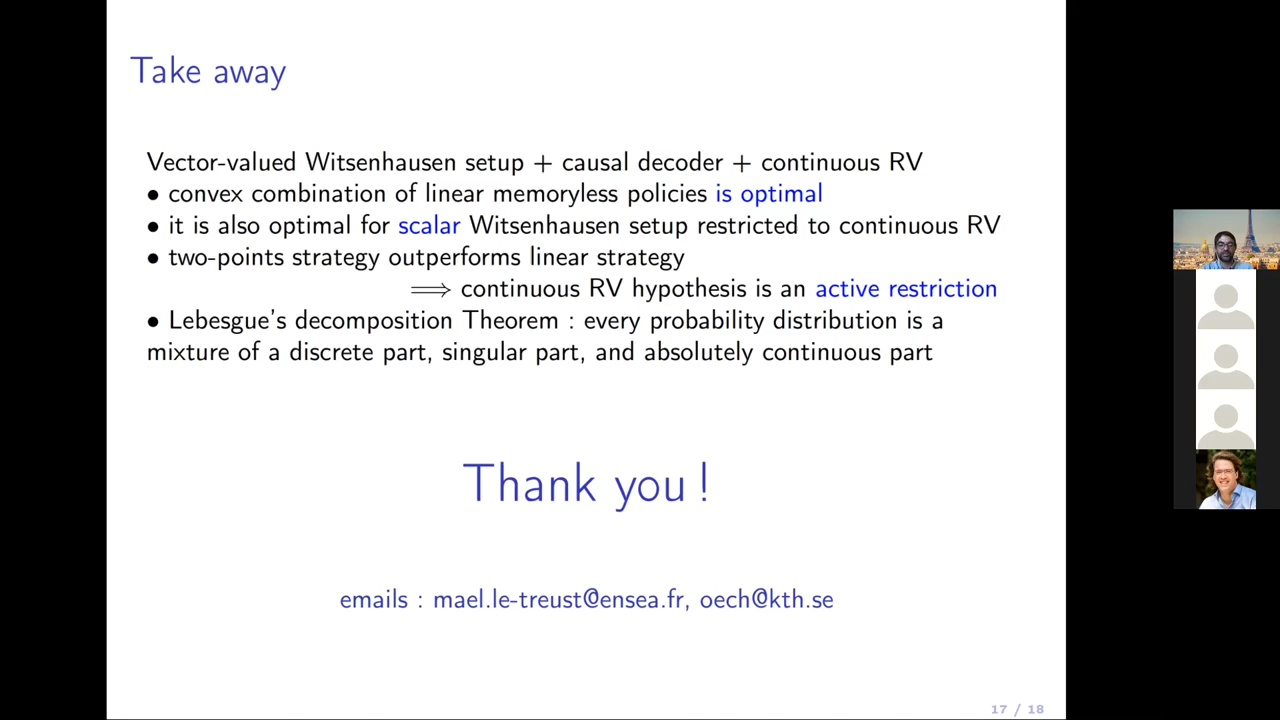 Take away
Vector-valued Witsenhausen setup + causal decoder + continuous RV
• convex combination of linear memoryless policies is optimal
• it is also optimal for scalar Witsenhausen setup restricted to continuous RV
• two-points strategy outperforms linear strategy
⟹ continuous RV hypothesis is an active restriction
• Lebesgue's decomposition Theorem : every probability distribution is a
mixture of a discrete part, singular part, and absolutely continuous part
Thank you !
emails : mael.le-treust@ensea.fr, oech@kth.se
17 / 18